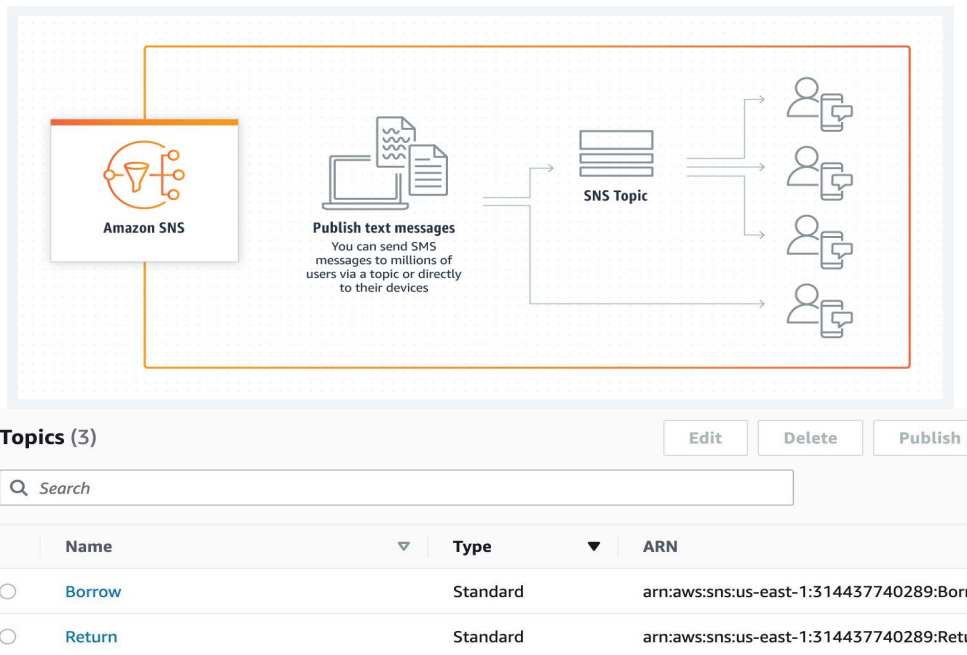 Amazon SNS
Publish text messages
You can send SMS
messages to millions of
users via a topic or directly
to their devices
SNS Topic
Topics (3)
Edit Delete Publish
Search
Name Type ARN
Borrow Standard arn:aws:sns:us-east-1:314437740289:Bor
Return Standard arn:aws:sns:us-east-1:314437740289:Ret